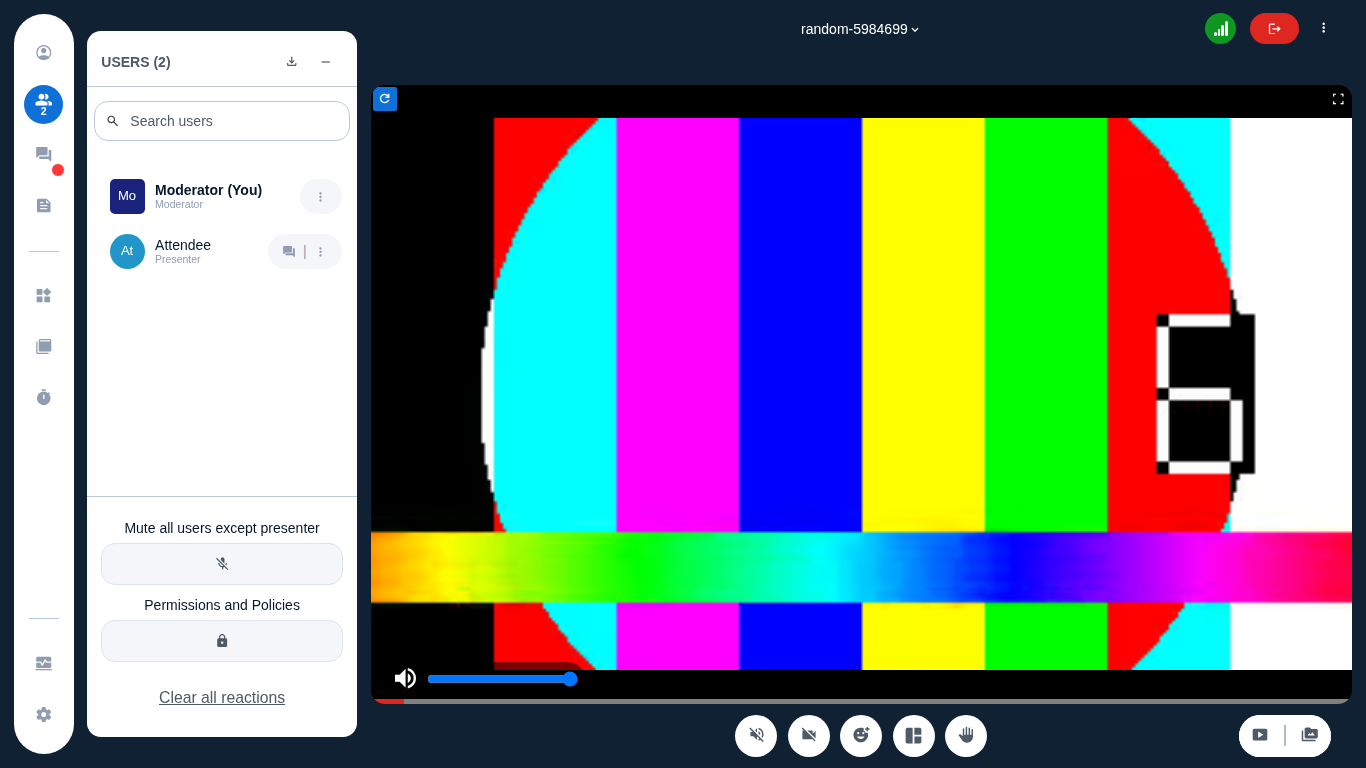 random-5984699
USERS (2)
2
Search users
Mo
Moderator (You)
Moderator
At
Attendee
Presenter
6
Mute all users except presenter
Permissions and Policies
Clear all reactions